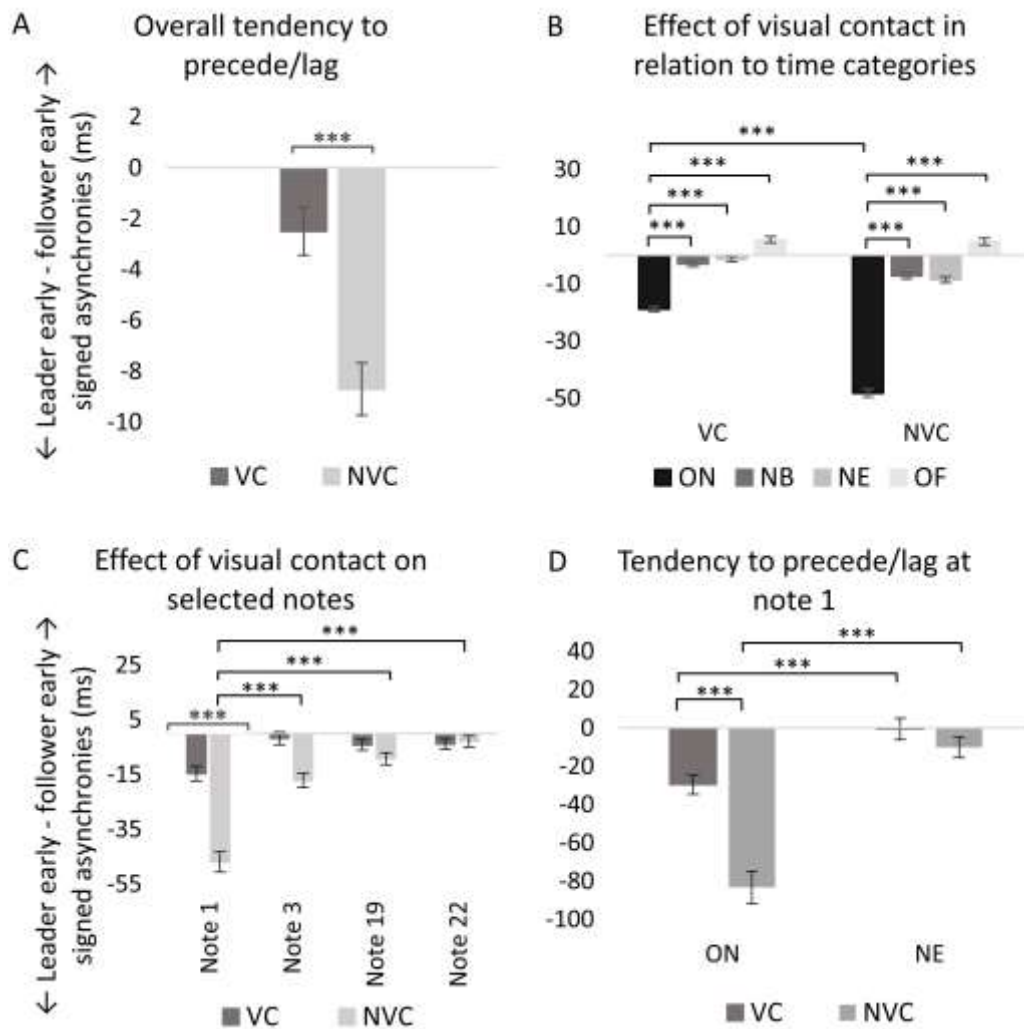 A
Overall tendency to
precede/lag
← Leader early - follower early →
signed asynchronies (ms)
2
0
-2
-4
-6
-8
-10
***
VC NVC
B
Effect of visual contact in
relation to time categories
30
10
-10
-30
-50
***
***
***
***
***
***
***
VC NVC
ON NB NE OF
C
Effect of visual contact on
selected notes
← Leader early - follower early →
signed asynchronies (ms)
25
5
-15
-35
-55
***
***
***
***
Note 1
Note 3
Note 19
Note 22
VC NVC
D
Tendency to precede/lag at
note 1
40
20
0
-20
-40
-60
-80
-100
***
***
***
ON NE
VC NVC